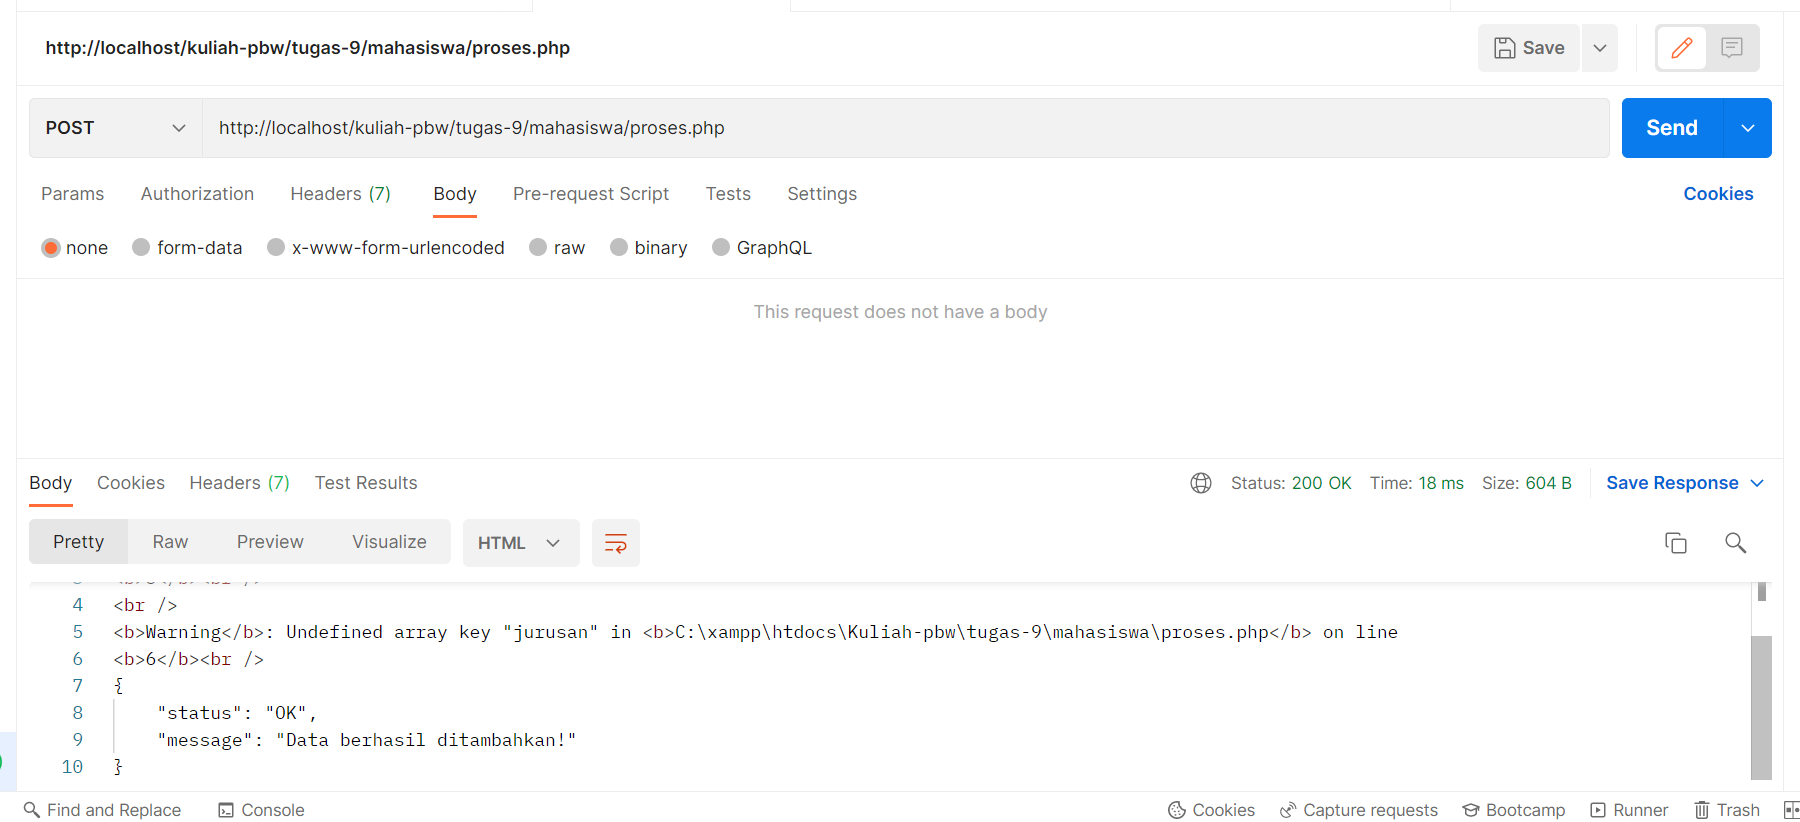 http://localhost/kuliah-pbw/tugas-9/mahasiswa/proses.php
Save
POST
http://localhost/kuliah-pbw/tugas-9/mahasiswa/proses.php
Send
Params Authorization Headers (7) Body Pre-request Script Tests Settings Cookies
none form-data x-www-form-urlencoded raw binary GraphQL
This request does not have a body
Body Cookies Headers (7) Test Results Status: 200 OK Time: 18 ms Size: 604 B Save Response
Pretty Raw Preview Visualize HTML
4 <br />
5 <b>Warning</b>: Undefined array key "jurusan" in <b>C:\xampp\htdocs\Kuliah-pbw\tugas-9\mahasiswa\proses.php</b> on line
6 <b>6</b><br />
7 {
8 "status": "OK",
9 "message": "Data berhasil ditambahkan!"
10 }
Find and Replace Console Cookies Capture requests Bootcamp Runner Trash